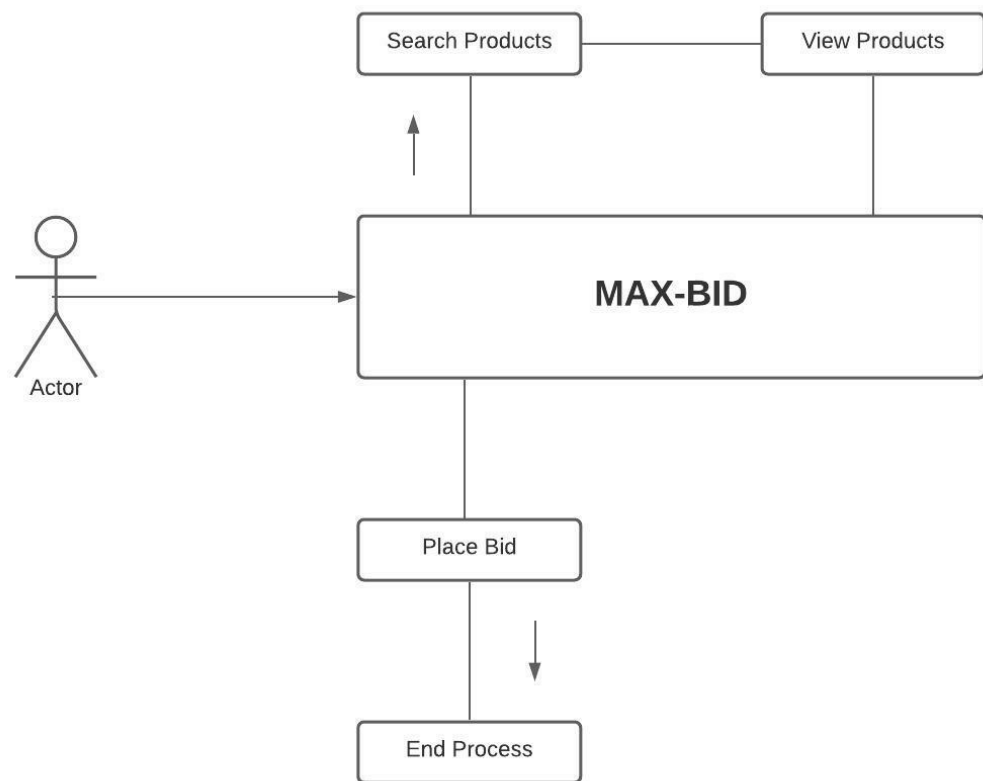 Search Products
View Products
MAX-BID
Actor
Place Bid
End Process